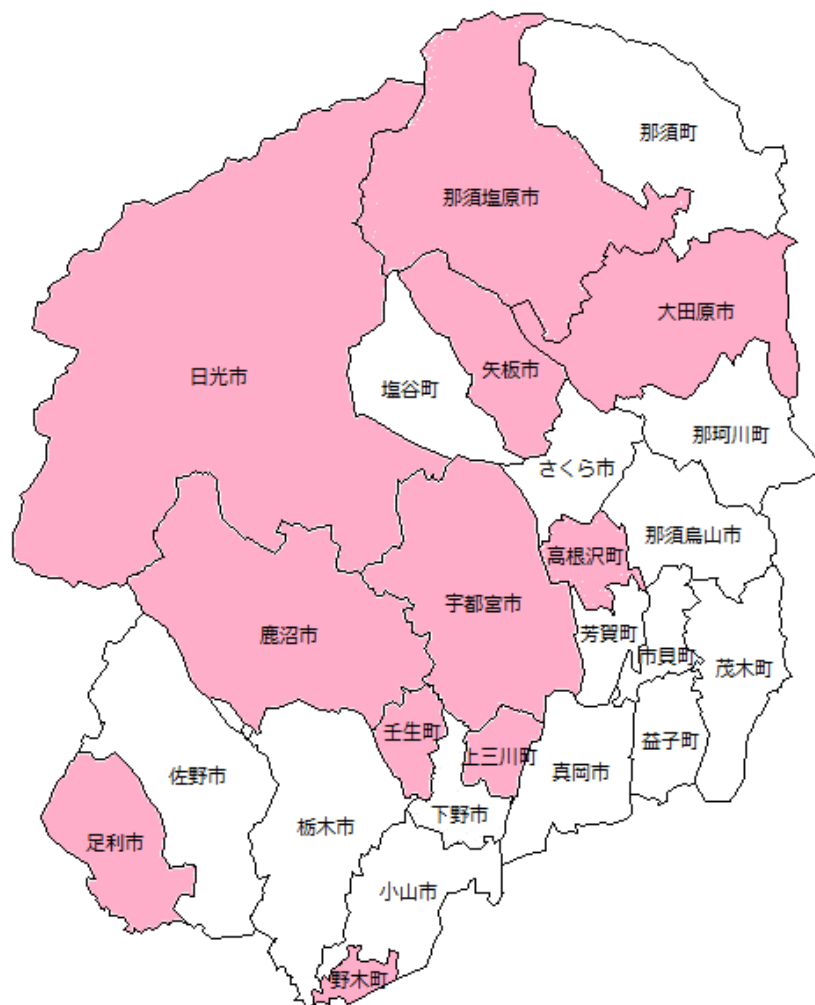 那須町
那須塩原市
大田原市
日光市
矢板市
塩谷町
那珂川町
さくら市
那須烏山市
高根沢町
宇都宮市
鹿沼市
芳賀町
市貝町
茂木町
壬生町
上三川町
益子町
佐野市
真岡市
下野市
栃木市
足利市
小山市
野木町